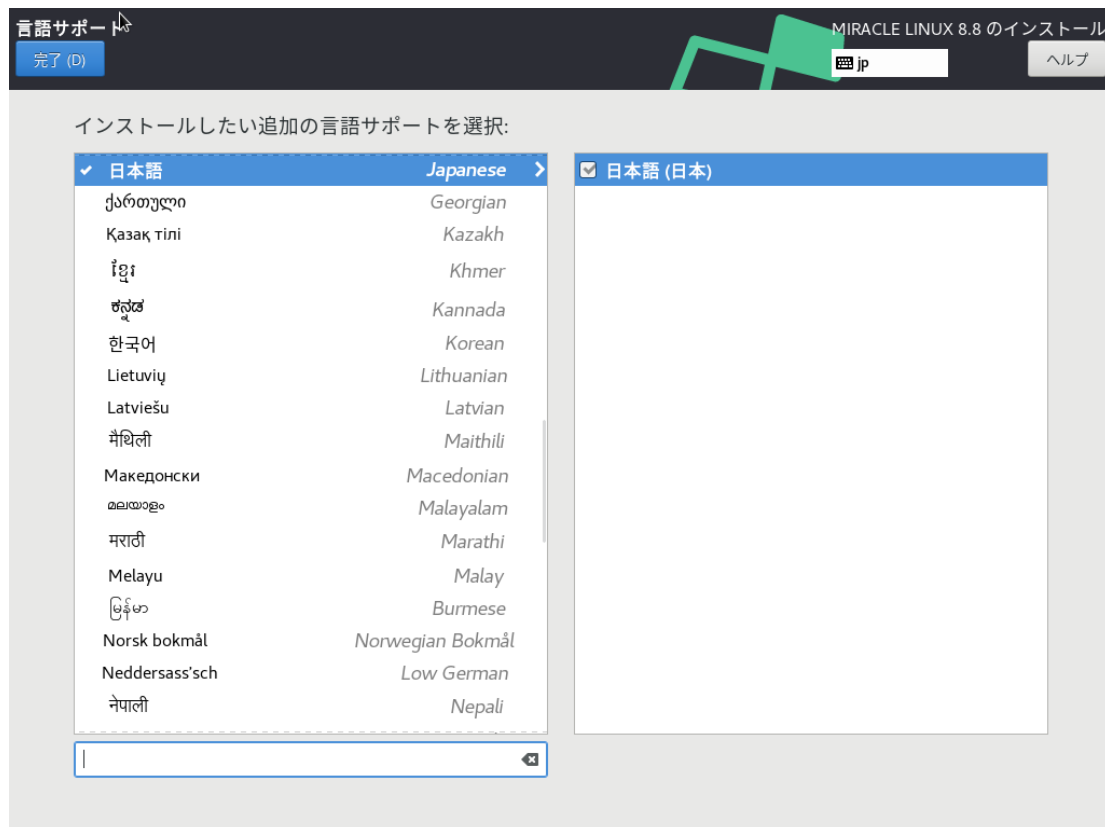 言語サポート
MIRACLE LINUX 8.8 のインストール
完了 (D)
jp
ヘルプ
インストールしたい追加の言語サポートを選択:
日本語 Japanese
日本語 (日本)
ქართული Georgian
Қазақ тілі Kazakh
ខ្មែរ Khmer
ಕನ್ನಡ Kannada
한국어 Korean
Lietuvių Lithuanian
Latviešu Latvian
मैथिली Maithili
Македонски Macedonian
മലയാളം Malayalam
मराठी Marathi
Melayu Malay
မြန်မာ Burmese
Norsk bokmål Norwegian Bokmål
Neddersass'sch Low German
नेपाली Nepali